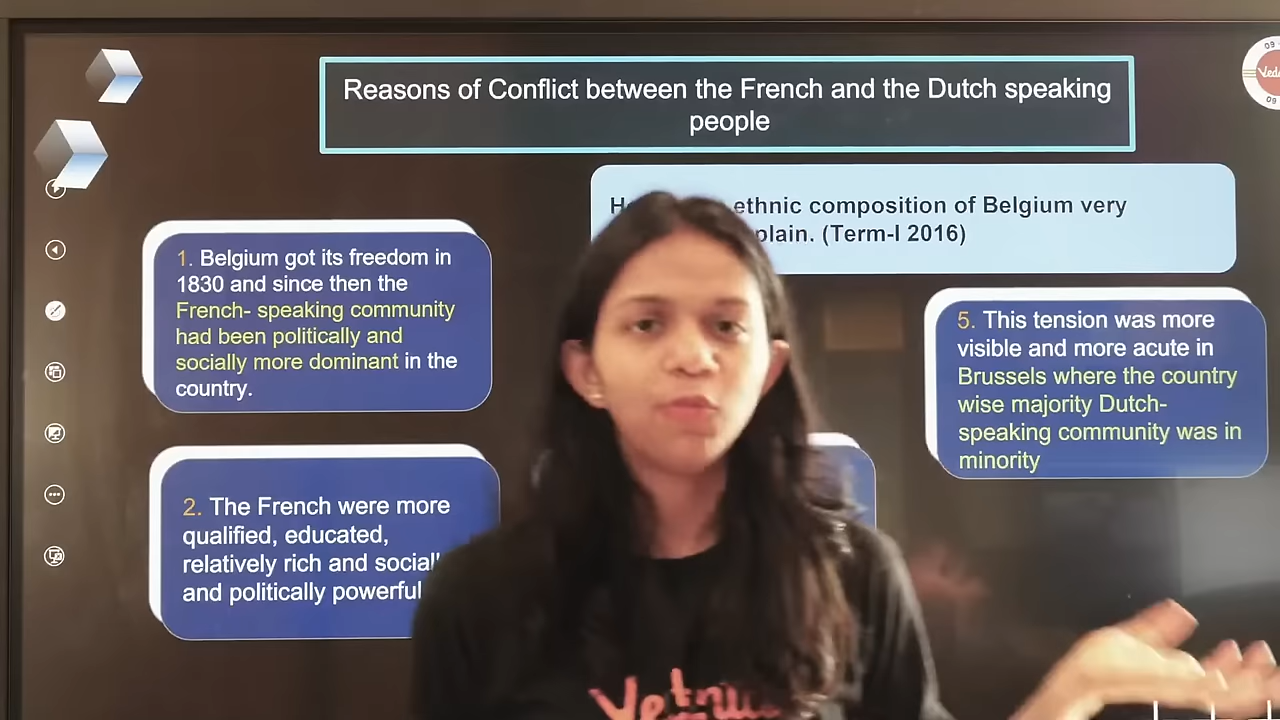 Reasons of Conflict between the French and the Dutch speaking
people
ethnic composition of Belgium very
(Term-I 2016)
1. Belgium got its freedom in
1830 and since then the
French- speaking community
had been politically and
socially more dominant in the
country.
2. The French were more
qualified, educated,
relatively rich and
and politically powerful
5. This tension was more
visible and more acute in
Brussels where the country
wise majority Dutch-
speaking community was in
minority